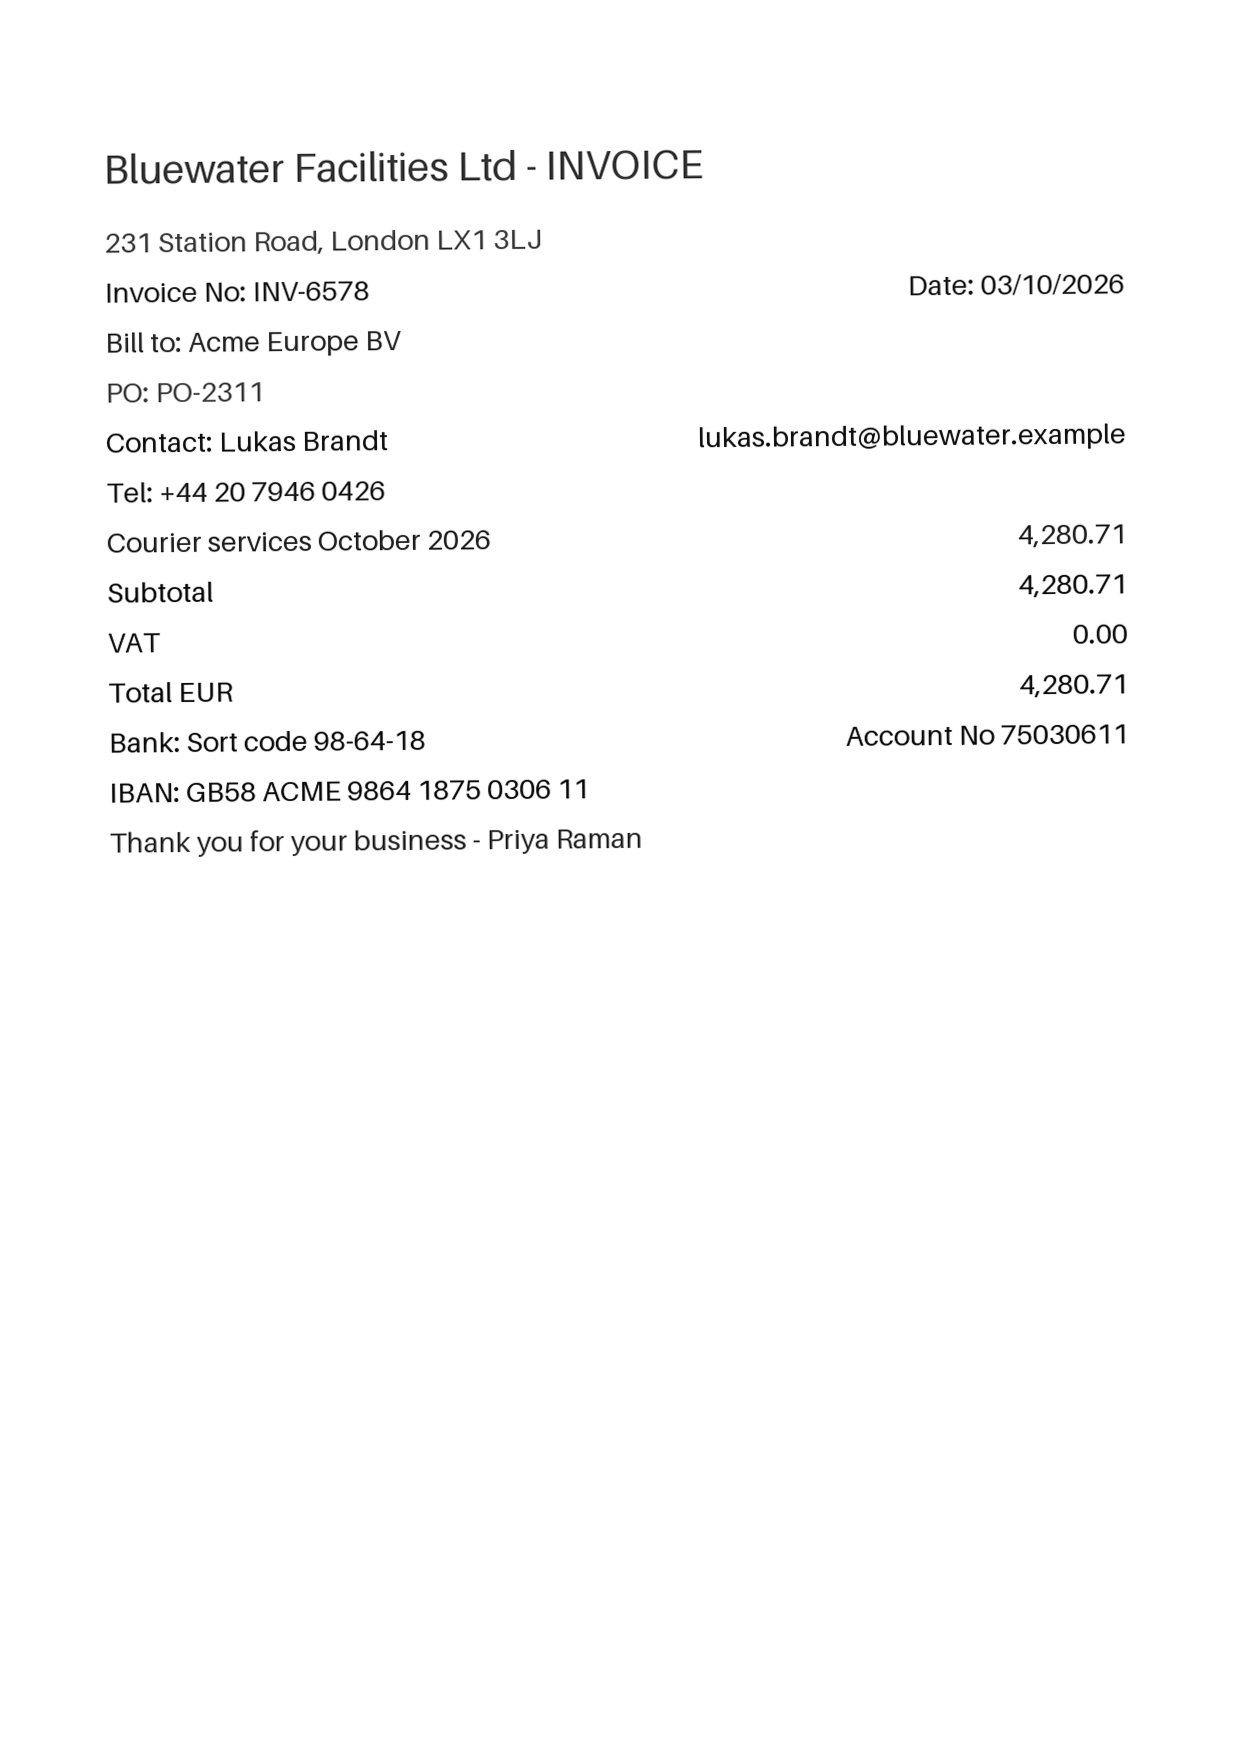 Bluewater Facilities Ltd - INVOICE
231 Station Road, London LX1 3LJ
Invoice No: INV-6578 Date: 03/10/2026
Bill to: Acme Europe BV
PO: PO-2311
Contact: Lukas Brandt lukas.brandt@bluewater.example
Tel: +44 20 7946 0426
Courier services October 2026 4,280.71
Subtotal 4,280.71
VAT 0.00
Total EUR 4,280.71
Bank: Sort code 98-64-18 Account No 75030611
IBAN: GB58 ACME 9864 1875 0306 11
Thank you for your business - Priya Raman